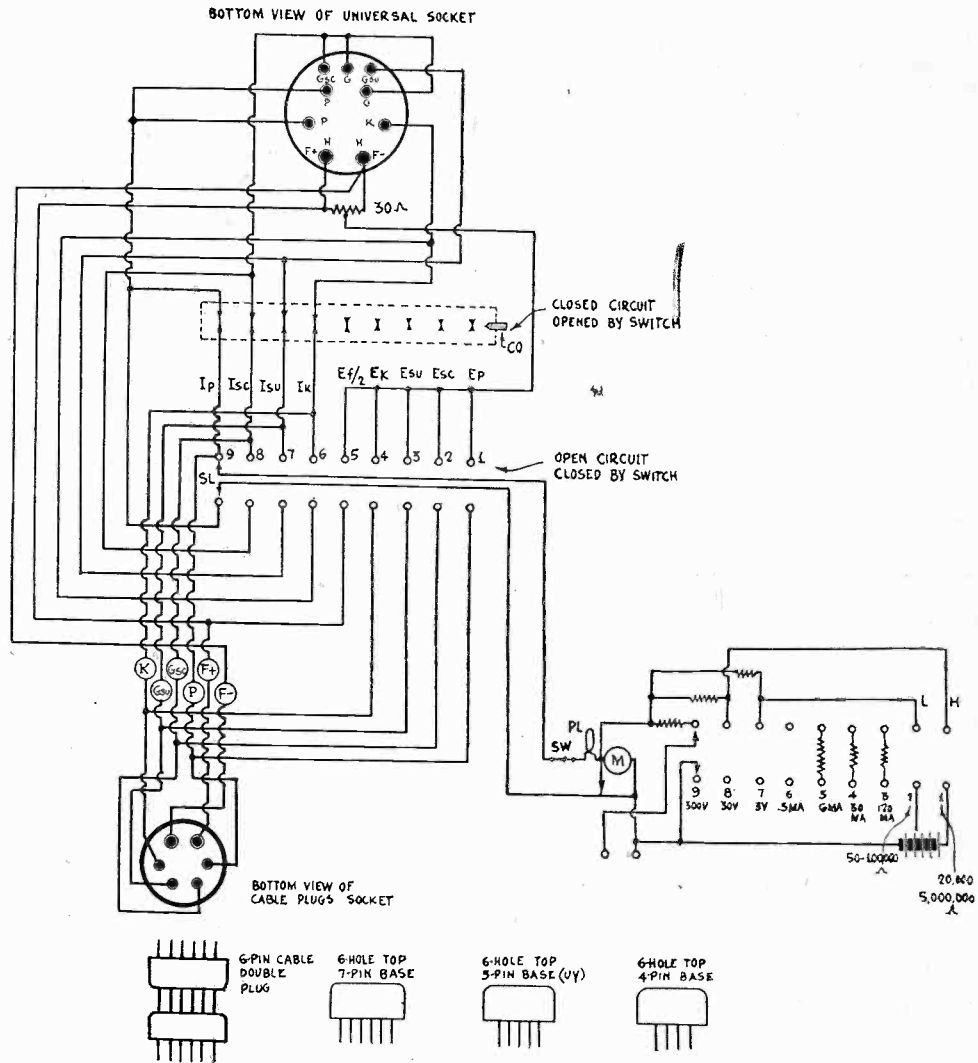 BOTTOM VIEW OF UNIVERSAL SOCKET
GSC G GSU
P G
P K
H H
F+ F-
30Ω
CLOSED CIRCUIT
OPENED BY SWITCH
CO
IP ISC ISU IK Ef/2 EK ESU ESC EP
9 8 7 6 5 4 3 2 1
OPEN CIRCUIT
CLOSED BY SWITCH
SL
K GSC F+
GSU P F-
L H
PL
SW
M
9 8 7 6 5 4 3 2 1
300V 30V 3V .5MA 6MA 30 MA 120 MA
50-100,000
Ω
20,000
5,000,000
Ω
BOTTOM VIEW OF
CABLE PLUGS SOCKET
6-PIN CABLE
DOUBLE
PLUG
6-HOLE TOP
7-PIN BASE
6-HOLE TOP
5-PIN BASE (UY)
6-HOLE TOP
4-PIN BASE